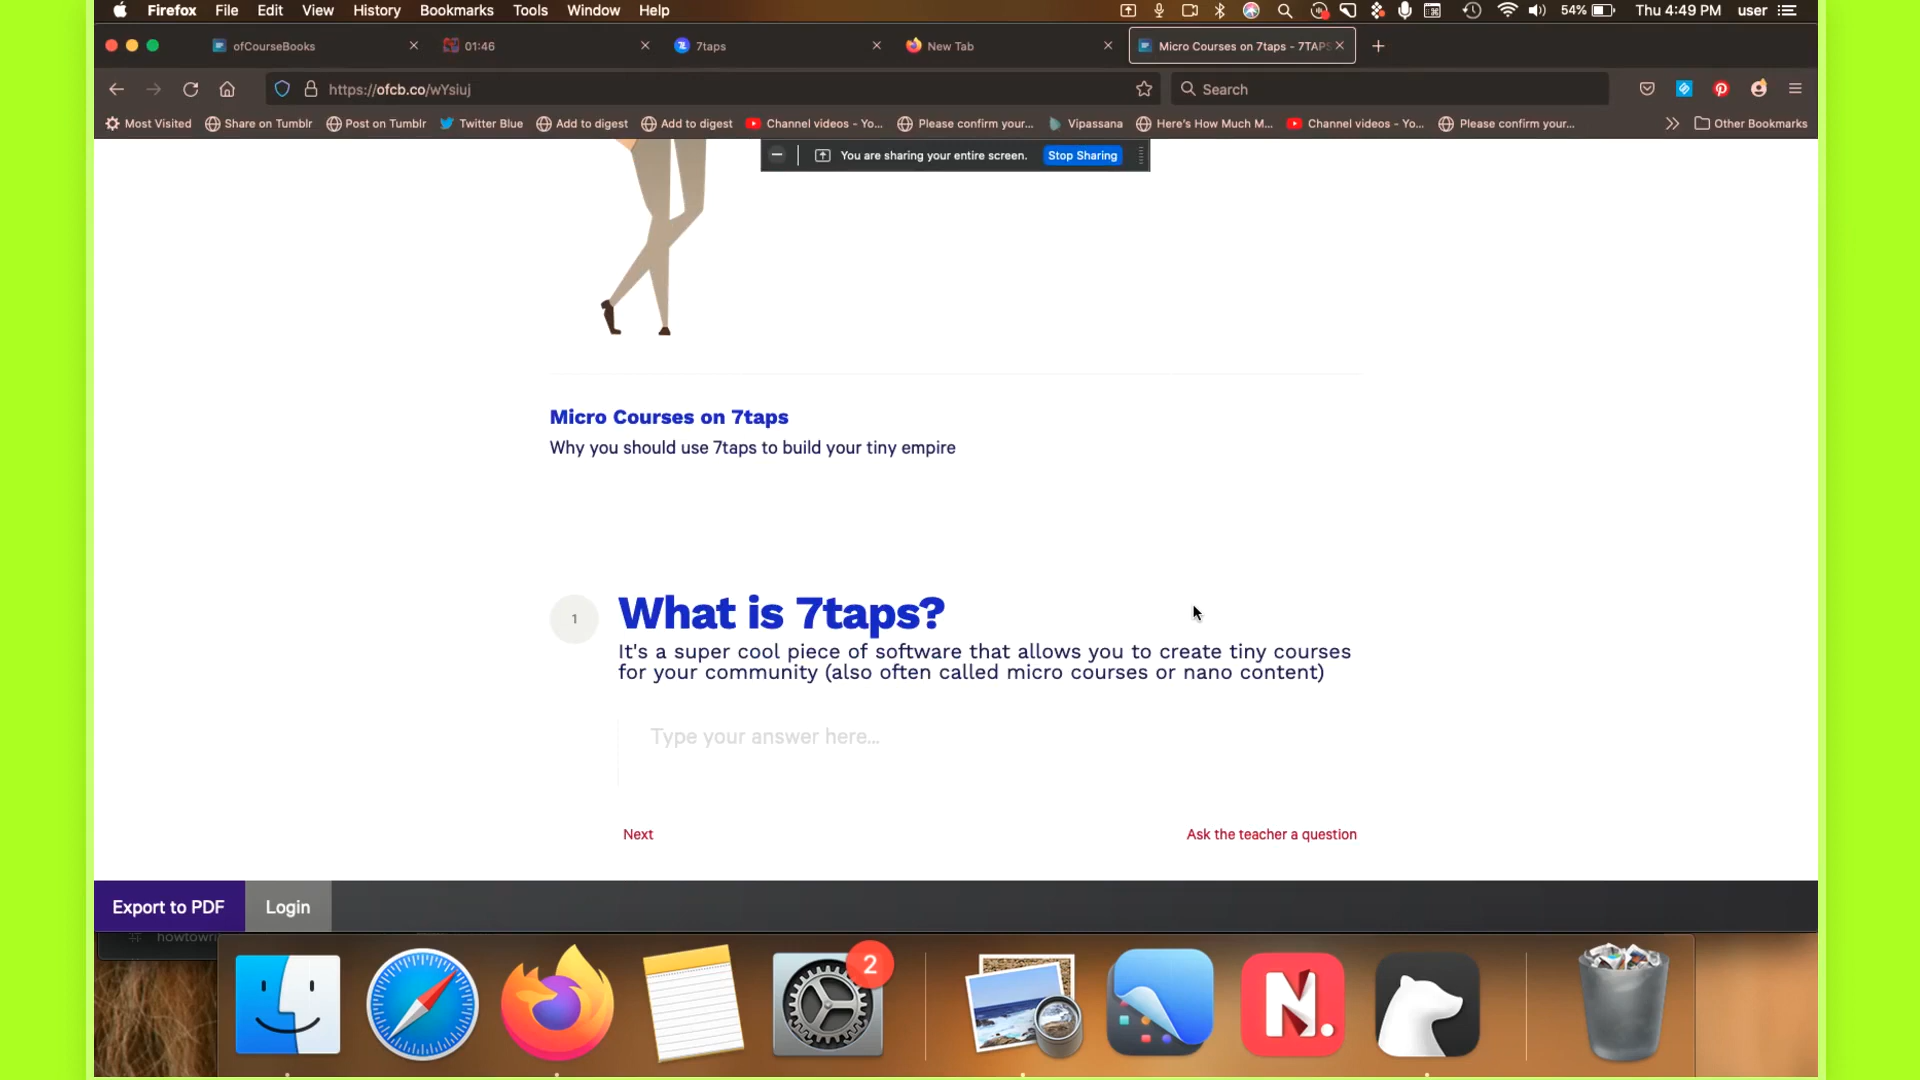 Firefox File Edit View History Bookmarks Tools Window Help 54% Thu 4:49 PM user
ofCourseBooks 01:46 7taps New Tab Micro Courses on 7taps - 7TAPS
https://ofcb.co/wYsiuj Search
Most Visited Share on Tumblr Post on Tumblr Twitter Blue Add to digest Add to digest Channel videos - Yo... Please confirm your... Vipassana Here's How Much M... Channel videos - Yo... Please confirm your... Other Bookmarks
You are sharing your entire screen. Stop Sharing
Micro Courses on 7taps
Why you should use 7taps to build your tiny empire
1 What is 7taps?
It's a super cool piece of software that allows you to create tiny courses
for your community (also often called micro courses or nano content)
Type your answer here...
Next Ask the teacher a question
Export to PDF Login
2
N.